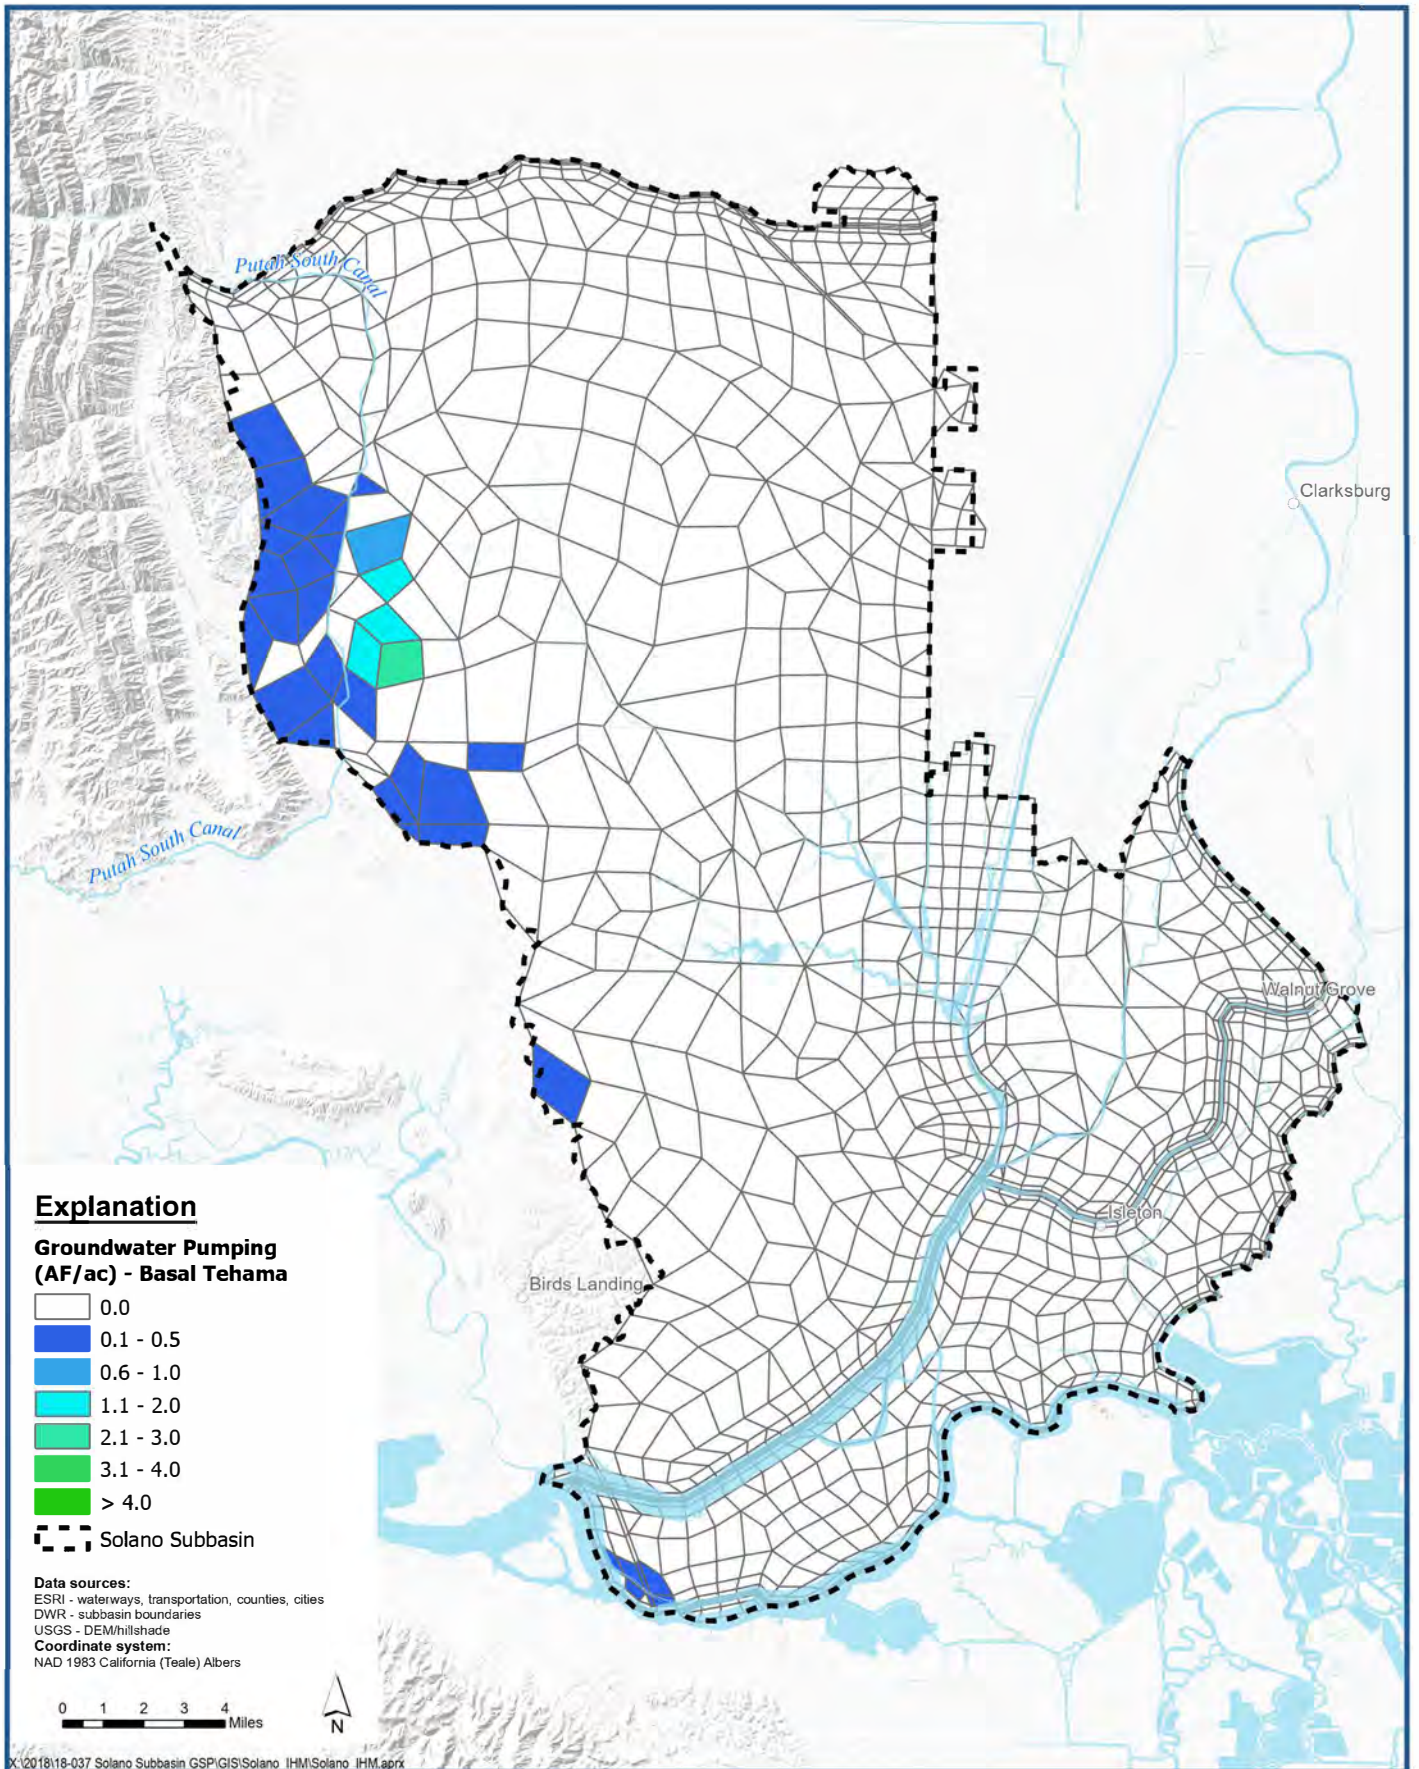 Putah South Canal
Clarksburg
Putah South Canal
Walnut Grove
Isleton
Birds Landing
Explanation
Groundwater Pumping
(AF/ac) - Basal Tehama
0.0
0.1 - 0.5
0.6 - 1.0
1.1 - 2.0
2.1 - 3.0
3.1 - 4.0
> 4.0
Solano Subbasin
Data sources:
ESRI - waterways, transportation, counties, cities
DWR - subbasin boundaries
USGS - DEM/hillshade
Coordinate system:
NAD 1983 California (Teale) Albers
0 1 2 3 4
Miles
N
X:\2018\18-037 Solano Subbasin GSP\GIS\Solano_IHM\Solano_IHM.aprx